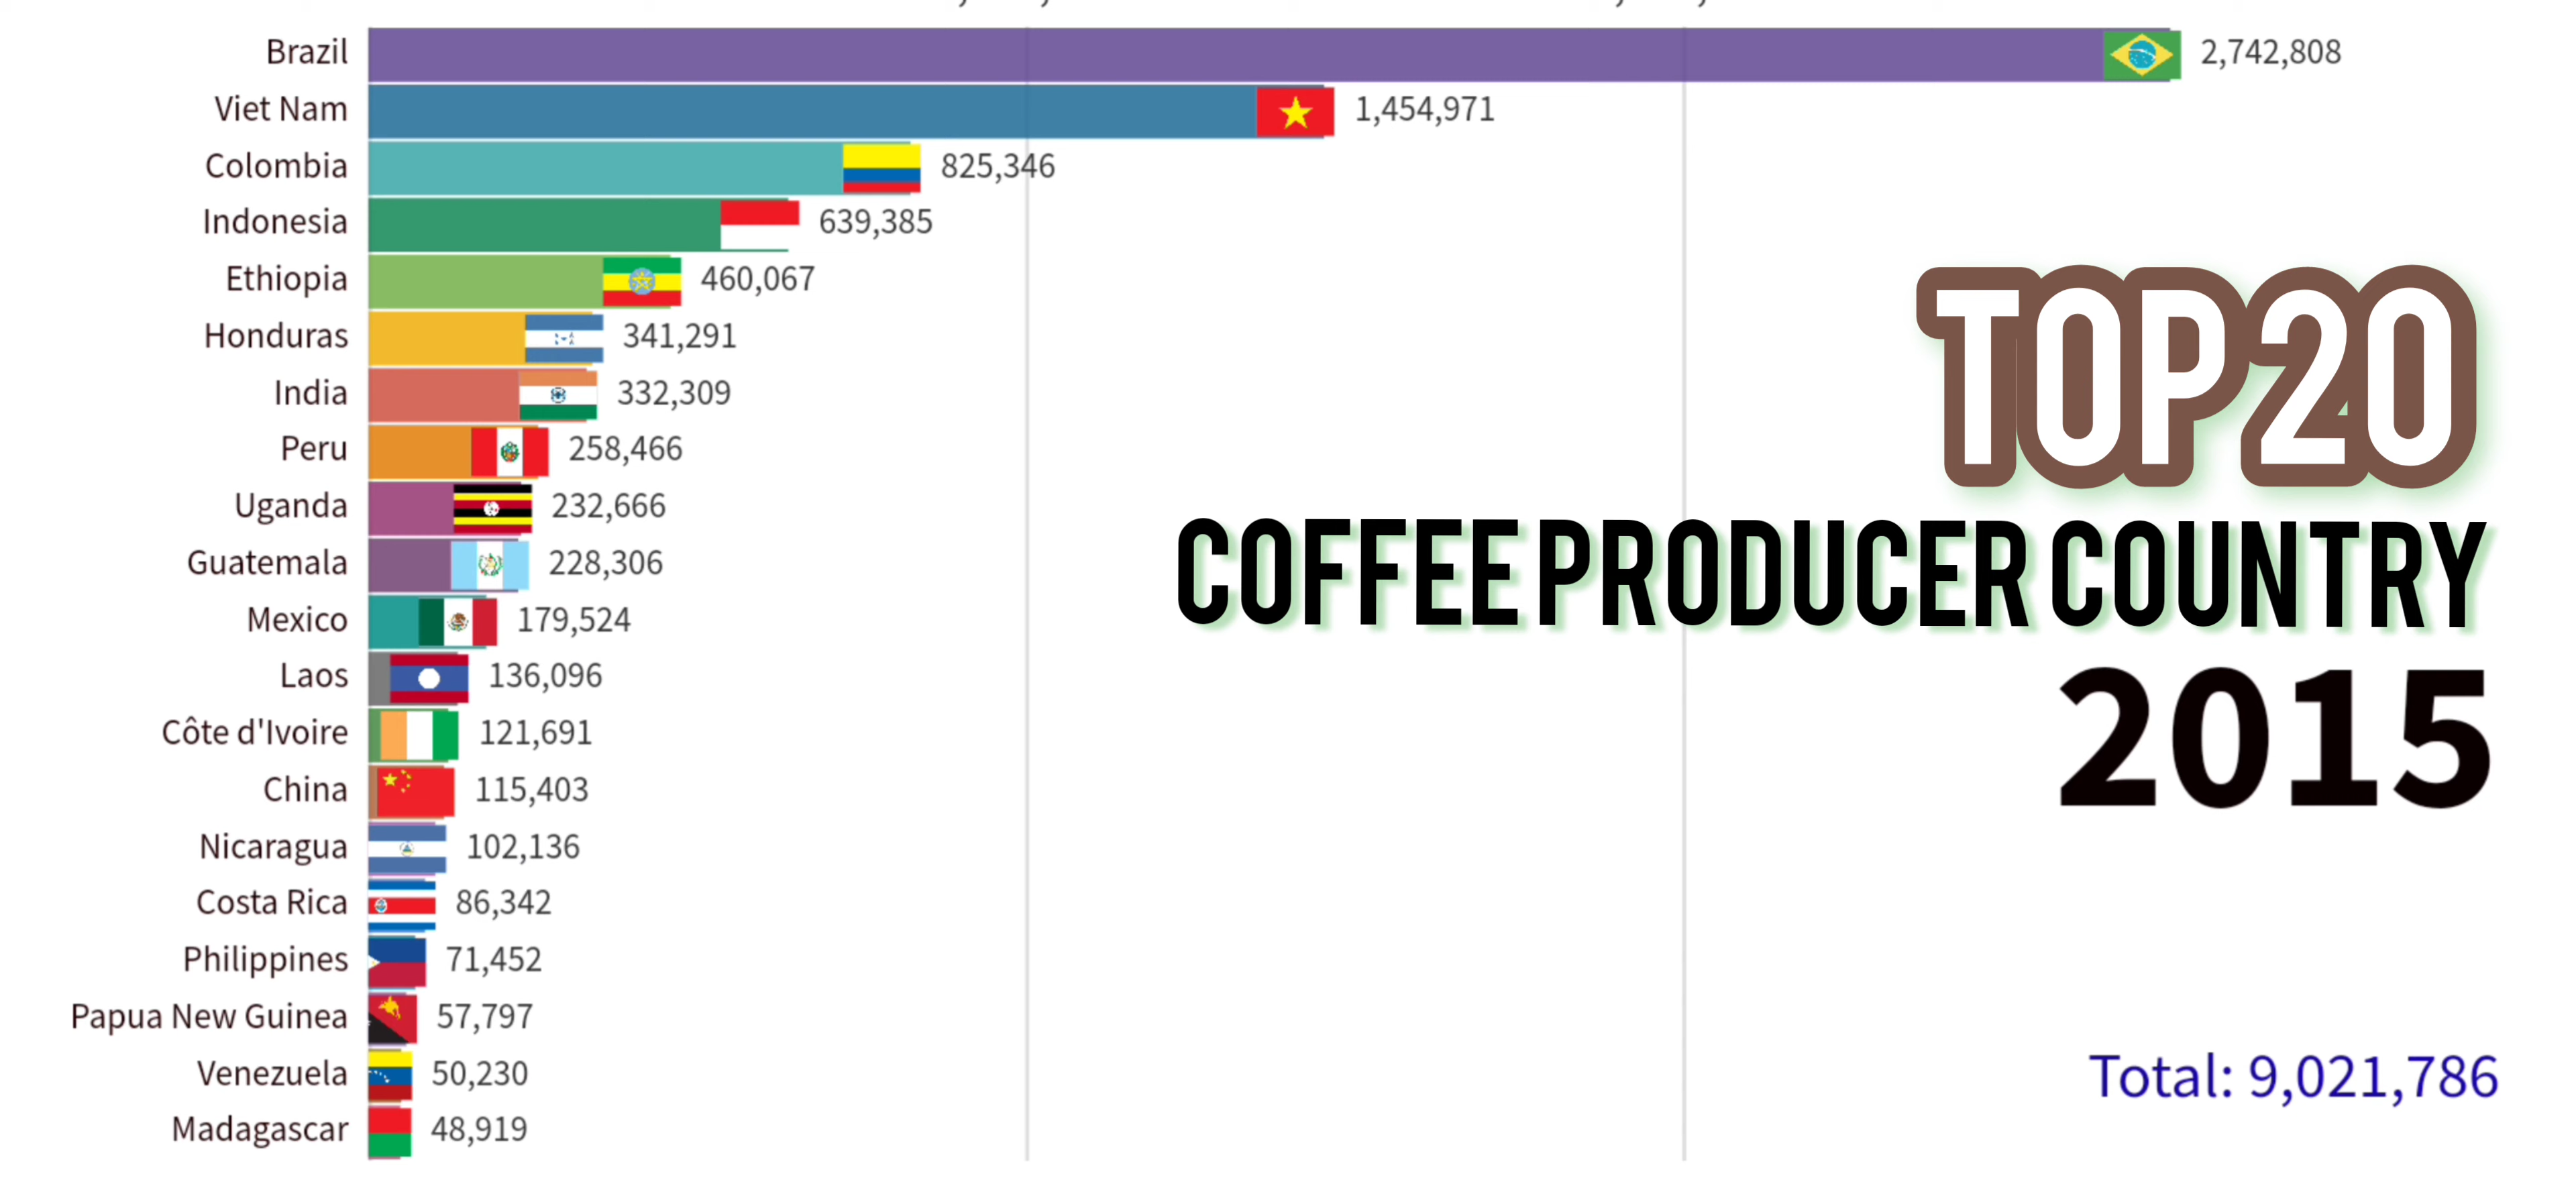 Brazil 2,742,808
Viet Nam 1,454,971
Colombia 825,346
Indonesia 639,385
Ethiopia 460,067
Honduras 341,291
India 332,309
Peru 258,466
Uganda 232,666
Guatemala 228,306
Mexico 179,524
Laos 136,096
Côte d'Ivoire 121,691
China 115,403
Nicaragua 102,136
Costa Rica 86,342
Philippines 71,452
Papua New Guinea 57,797
Venezuela 50,230
Madagascar 48,919
TOP 20
COFFEE PRODUCER COUNTRY
2015
Total: 9,021,786